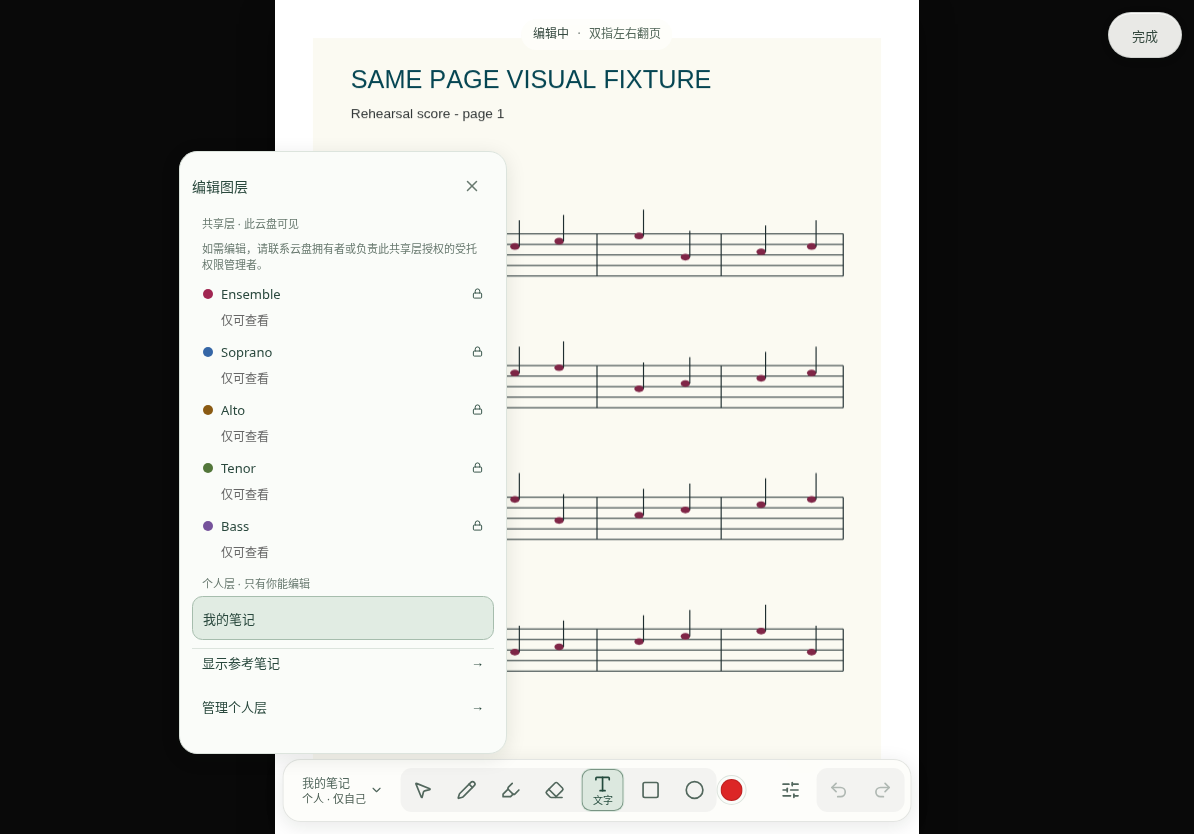 编辑中 · 双指左右翻页
完成
SAME PAGE VISUAL FIXTURE
Rehearsal score - page 1
编辑图层
共享层 · 此云盘可见
如需编辑，请联系云盘拥有者或负责此共享层授权的受托
权限管理者。
Ensemble
仅可查看
Soprano
仅可查看
Alto
仅可查看
Tenor
仅可查看
Bass
仅可查看
个人层 · 只有你能编辑
我的笔记
显示参考笔记 →
管理个人层 →
我的笔记
个人 · 仅自己
文字